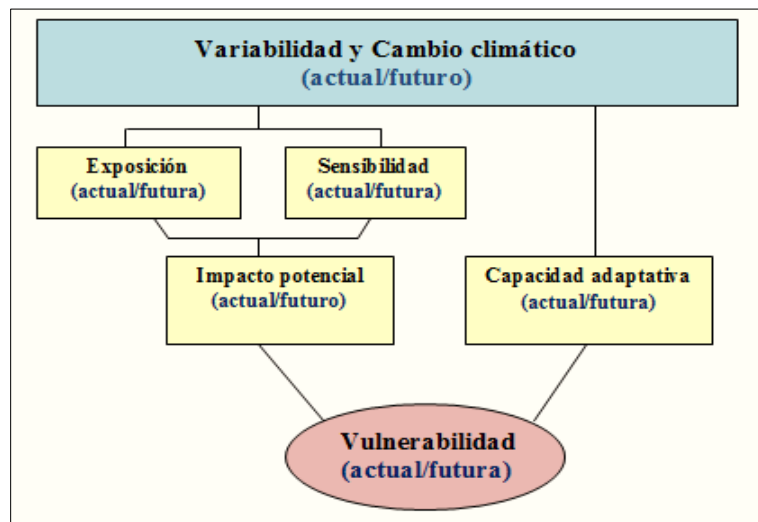 Variabilidad y Cambio climático
(actual/futuro)
Exposición
(actual/futura)
Sensibilidad
(actual/futura)
Impacto potencial
(actual/futuro)
Capacidad adaptativa
(actual/futura)
Vulnerabilidad
(actual/futura)